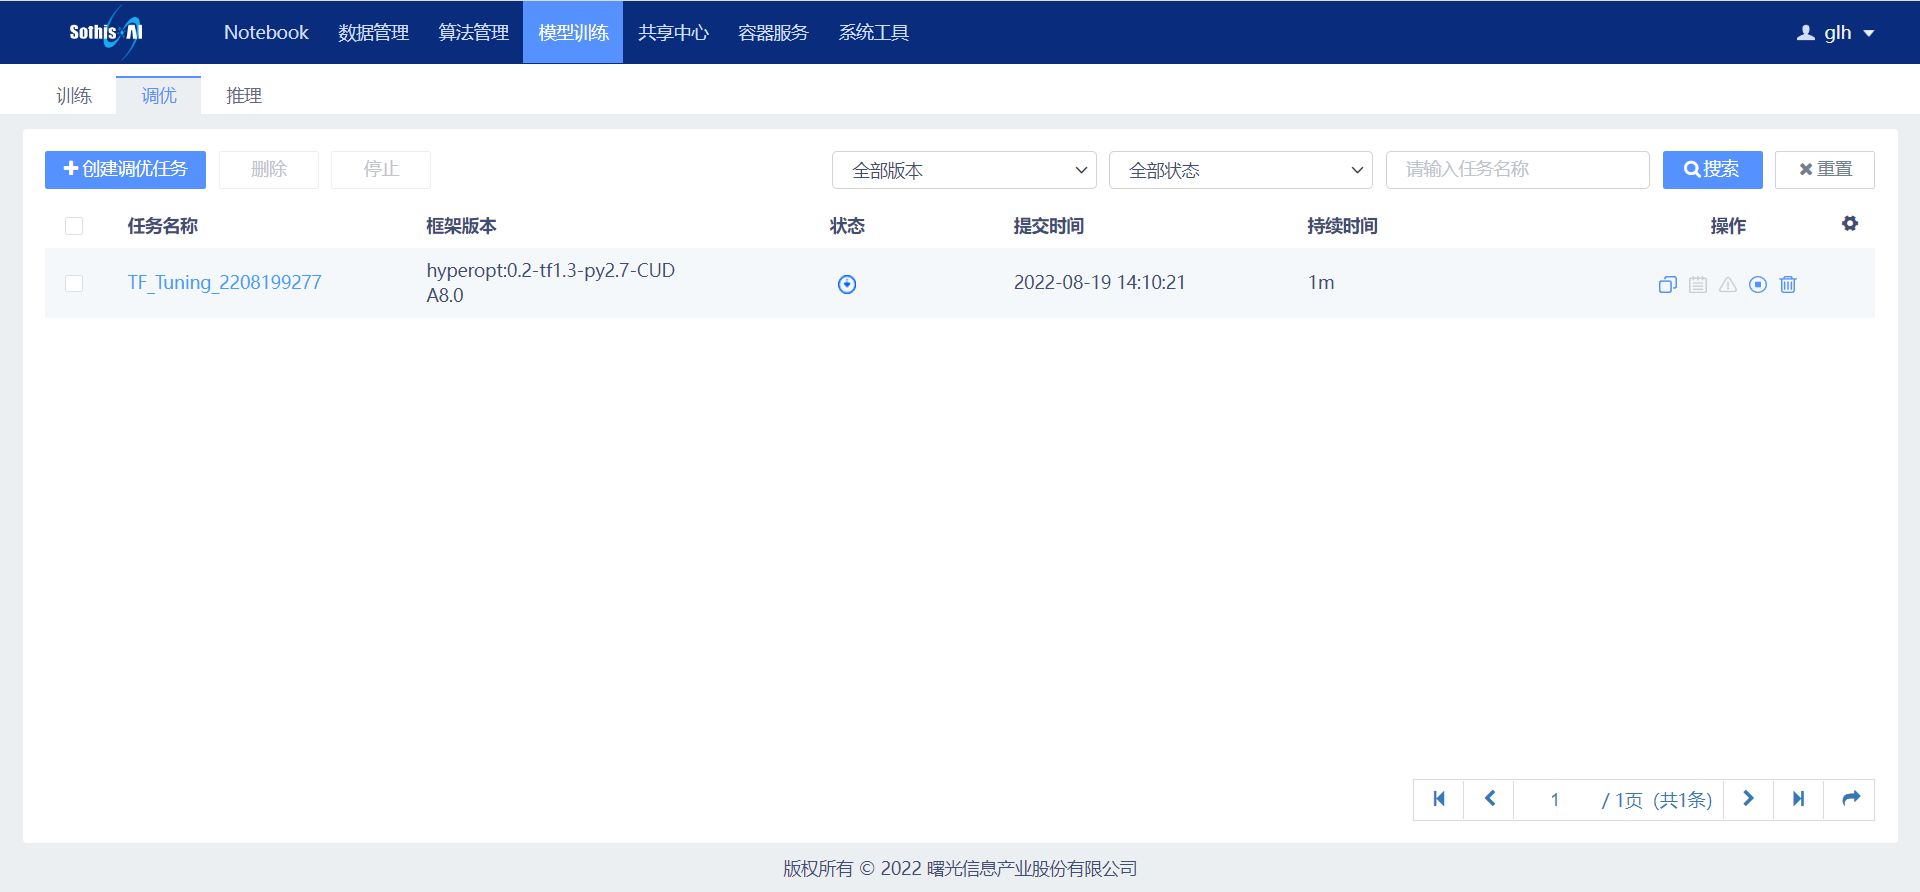 Sothis AI
Notebook 数据管理 算法管理 模型训练 共享中心 容器服务 系统工具 glh
训练 调优 推理
创建调优任务 删除 停止 全部版本 全部状态 请输入任务名称 搜索 重置
任务名称 框架版本 状态 提交时间 持续时间 操作
TF_Tuning_2208199277 hyperopt:0.2-tf1.3-py2.7-CUD 2022-08-19 14:10:21 1m
A8.0
1 / 1页 (共1条)
版权所有 © 2022 曙光信息产业股份有限公司